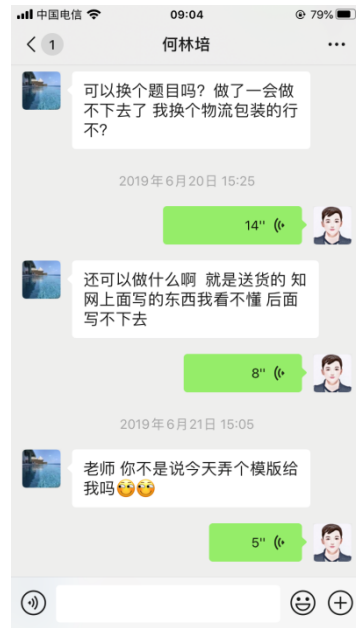 中国电信 09:04 79%
1 何林培
可以换个题目吗？做了一会做
不下去了 我换个物流包装的行
不？
2019年6月20日 15:25
14"
还可以做什么啊 就是送货的 知
网上面写的东西我看不懂 后面
写不下去
8"
2019年6月21日 15:05
老师 你不是说今天弄个模版给
我吗
5"